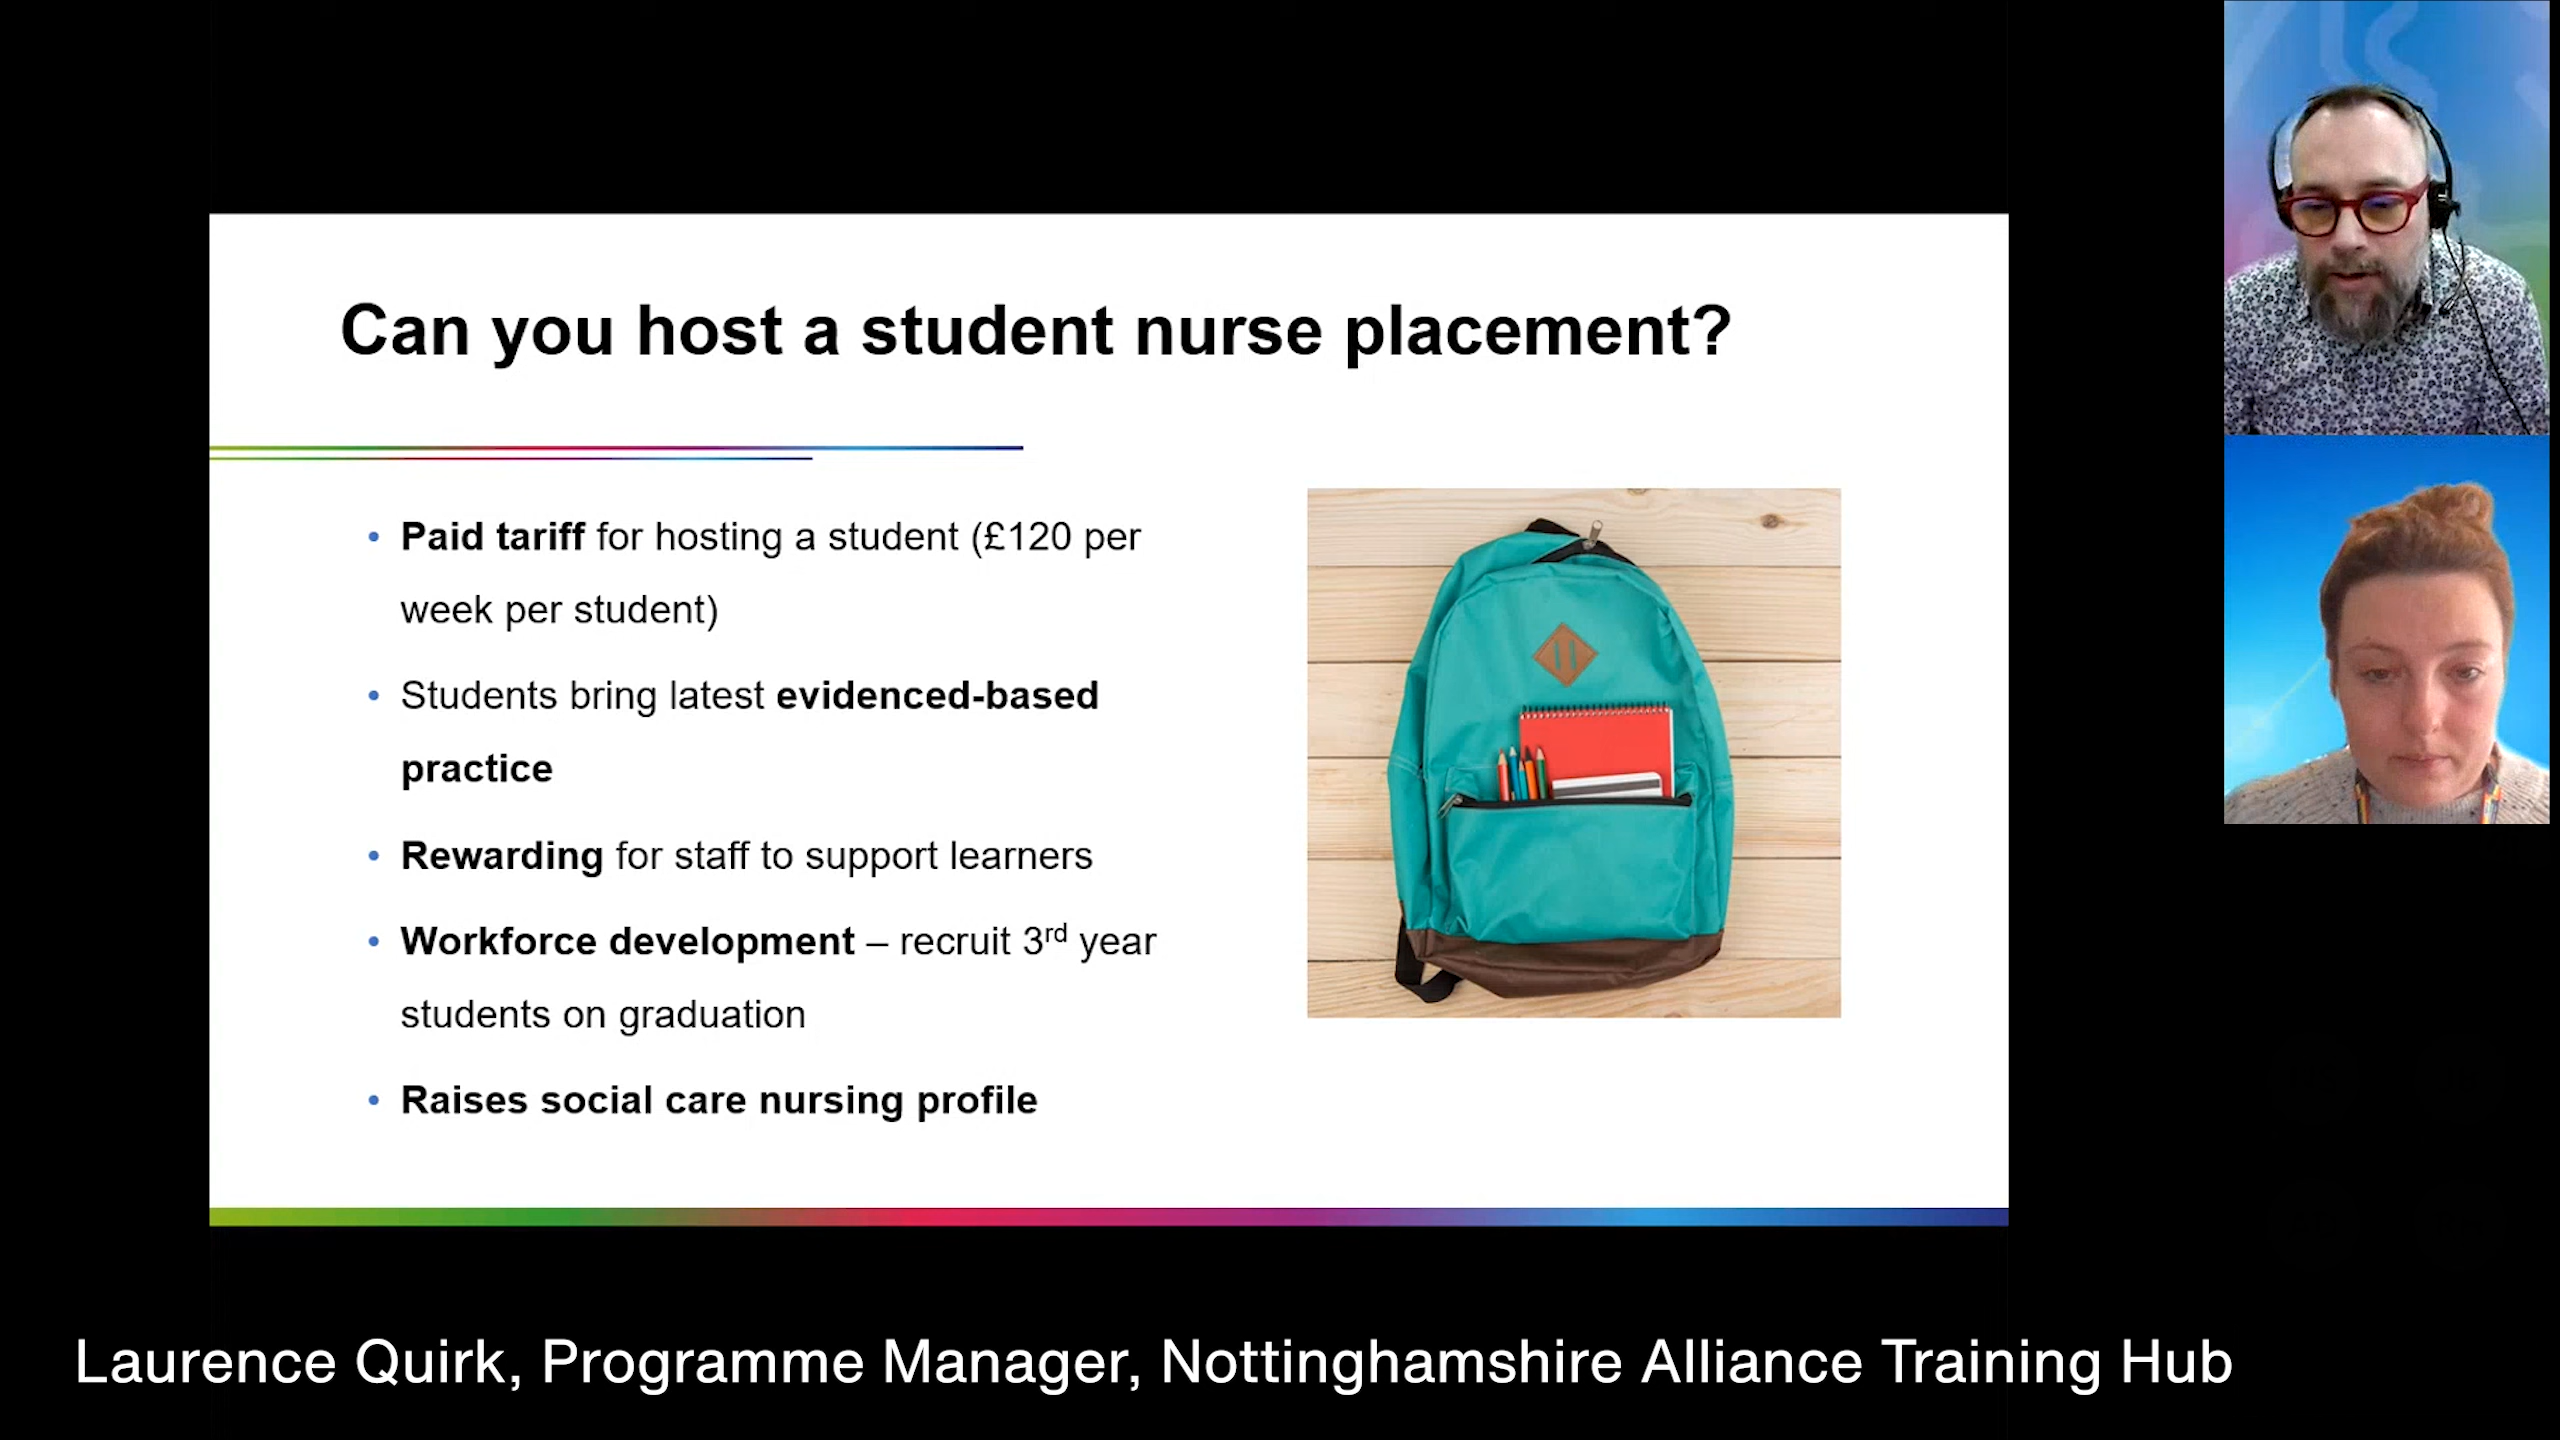 Can you host a student nurse placement?
• Paid tariff for hosting a student (£120 per
week per student)
• Students bring latest evidenced-based
practice
• Rewarding for staff to support learners
• Workforce development – recruit 3rd year
students on graduation
• Raises social care nursing profile
Laurence Quirk, Programme Manager, Nottinghamshire Alliance Training Hub